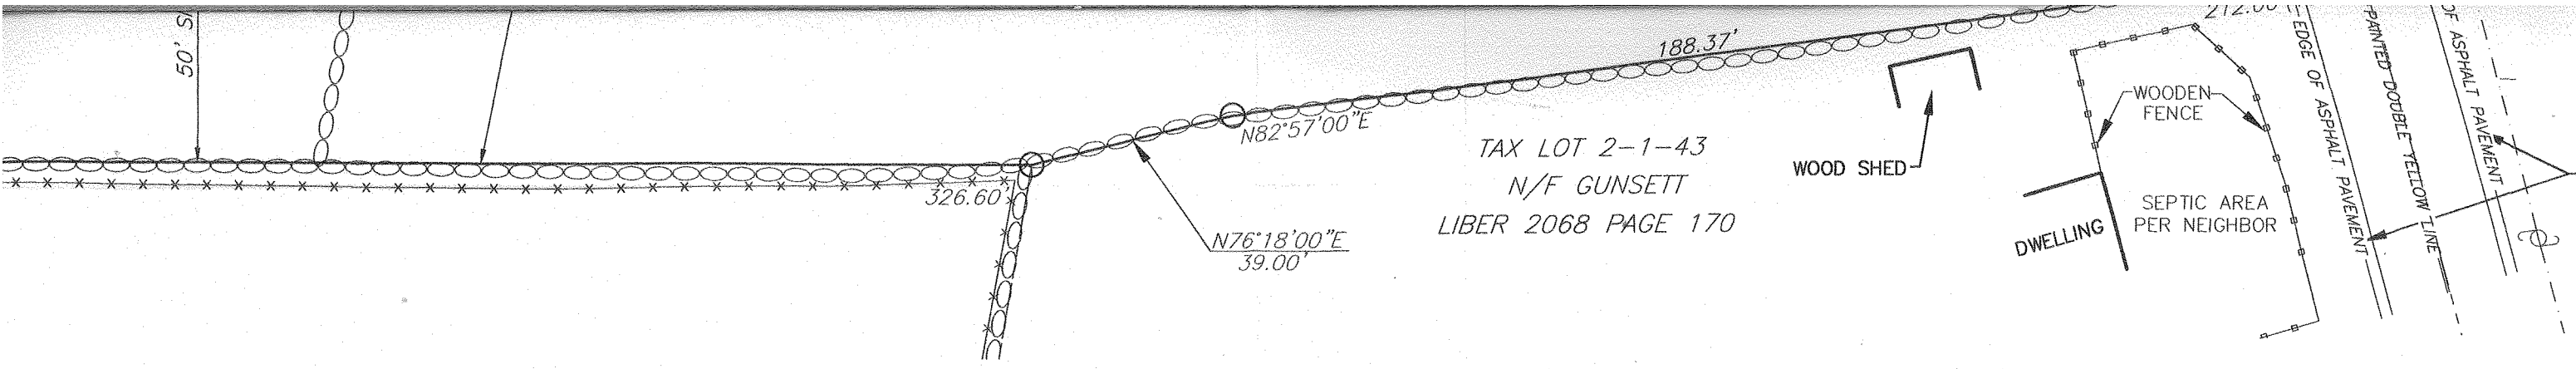 50' S
326.60'
N76°18'00"E
39.00'
N82°57'00"E
188.37'
TAX LOT 2-1-43
N/F GUNSETT
LIBER 2068 PAGE 170
WOOD SHED
212.00
WOODEN
FENCE
SEPTIC AREA
PER NEIGHBOR
DWELLING
EDGE OF ASPHALT PAVEMENT
PAINTED DOUBLE YELLOW LINE
OF ASPHALT PAVEMENT